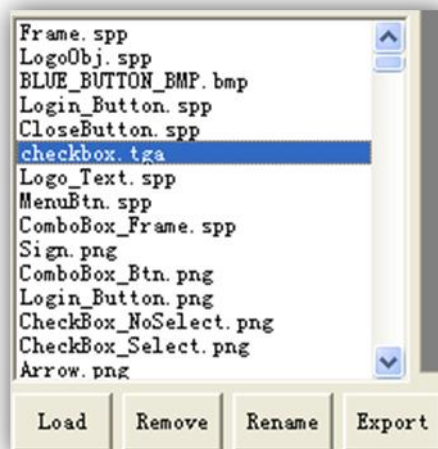 Frame.spp
LogoObj.spp
BLUE_BUTTON_BMP.bmp
Login_Button.spp
CloseButton.spp
checkbox.tga
Logo_Text.spp
MenuBtn.spp
ComboBox_Frame.spp
Sign.png
ComboBox_Btn.png
Login_Button.png
CheckBox_NoSelect.png
CheckBox_Select.png
Arrow.png
Load Remove Rename Export